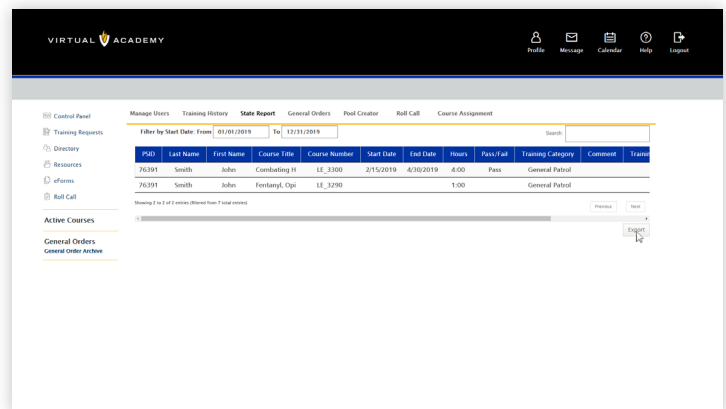 VIRTUAL ACADEMY
Profile Message Calendar Help Logout
Control Panel
Training Requests
Directory
Resources
eForms
Roll Call
Active Courses
General Orders
General Order Archive
Manage Users Training History State Report General Orders Pool Creator Roll Call Course Assignment
Filter by Start Date: From 01/01/2019 To 12/31/2019 Search:
PSID Last Name First Name Course Title Course Number Start Date End Date Hours Pass/Fail Training Category Comment Trainin
76391 Smith John Combating H LE_3300 2/15/2019 4/30/2019 4:00 Pass General Patrol
76391 Smith John Fentanyl, Opi LE_3290 1:00 General Patrol
Showing 1 to 2 of 2 entries (filtered from 7 total entries) Previous Next
Export